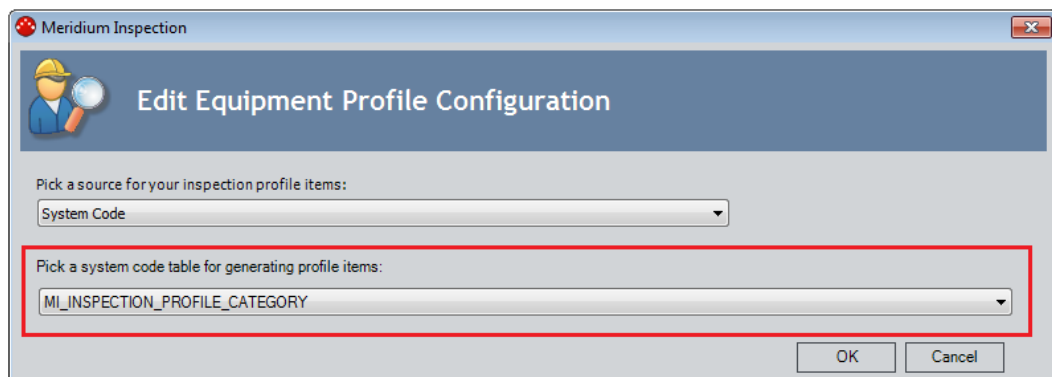 Meridium Inspection
Edit Equipment Profile Configuration
Pick a source for your inspection profile items:
System Code
Pick a system code table for generating profile items:
MI_INSPECTION_PROFILE_CATEGORY
OK Cancel